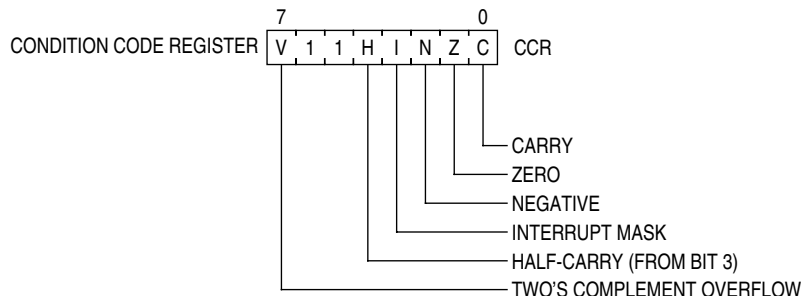 7 0
CONDITION CODE REGISTER V 1 1 H I N Z C CCR
CARRY
ZERO
NEGATIVE
INTERRUPT MASK
HALF-CARRY (FROM BIT 3)
TWO'S COMPLEMENT OVERFLOW